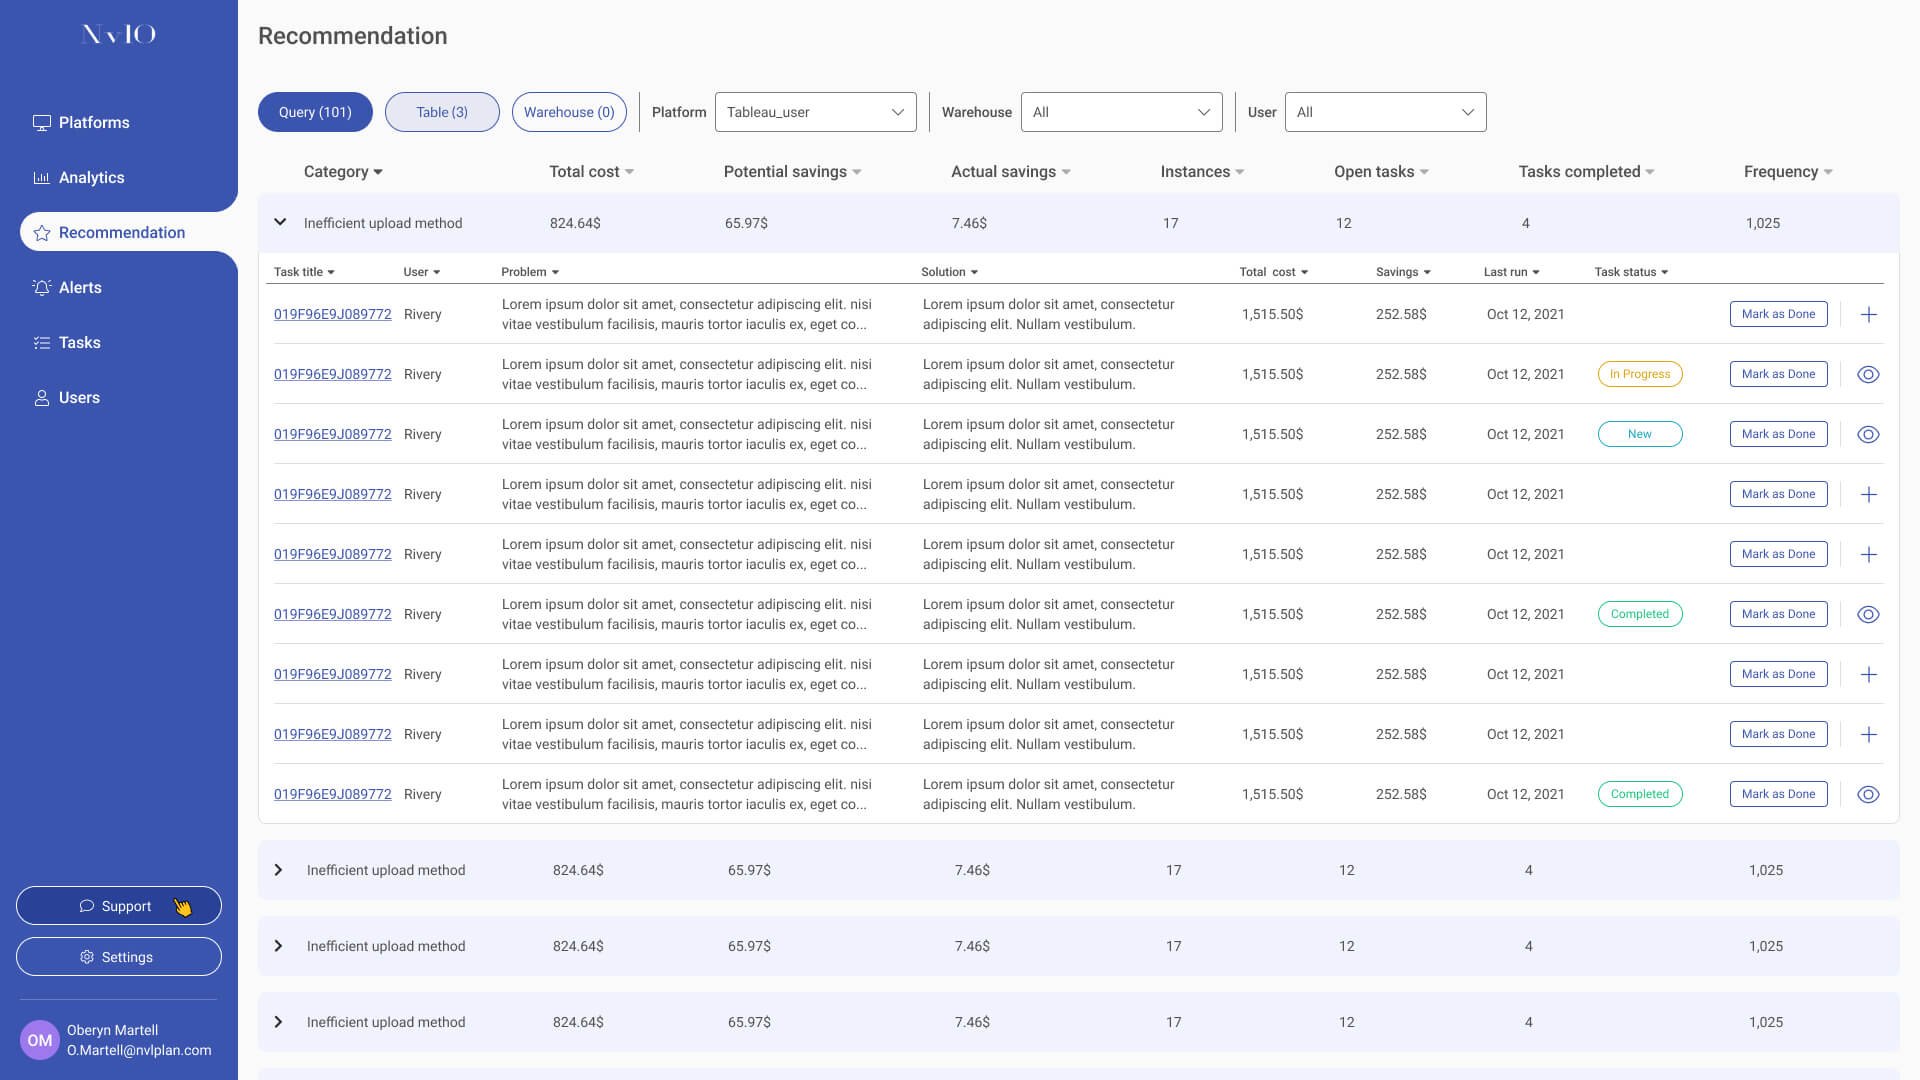 NvIO
Platforms
Analytics
Recommendation
Alerts
Tasks
Users
Support
Settings
OM
Oberyn Martell
O.Martell@nvlplan.com
Recommendation
Query (101) Table (3) Warehouse (0) Platform Tableau_user Warehouse All User All
Category Total cost Potential savings Actual savings Instances Open tasks Tasks completed Frequency
Inefficient upload method 824.64$ 65.97$ 7.46$ 17 12 4 1,025
Task title User Problem Solution Total cost Savings Last run Task status
019F96E9J089772 Rivery Lorem ipsum dolor sit amet, consectetur adipiscing elit. nisi Lorem ipsum dolor sit amet, consectetur 1,515.50$ 252.58$ Oct 12, 2021 Mark as Done
vitae vestibulum facilisis, mauris tortor iaculis ex, eget co... adipiscing elit. Nullam vestibulum.
019F96E9J089772 Rivery Lorem ipsum dolor sit amet, consectetur adipiscing elit. nisi Lorem ipsum dolor sit amet, consectetur 1,515.50$ 252.58$ Oct 12, 2021 In Progress Mark as Done
vitae vestibulum facilisis, mauris tortor iaculis ex, eget co... adipiscing elit. Nullam vestibulum.
019F96E9J089772 Rivery Lorem ipsum dolor sit amet, consectetur adipiscing elit. nisi Lorem ipsum dolor sit amet, consectetur 1,515.50$ 252.58$ Oct 12, 2021 New Mark as Done
vitae vestibulum facilisis, mauris tortor iaculis ex, eget co... adipiscing elit. Nullam vestibulum.
019F96E9J089772 Rivery Lorem ipsum dolor sit amet, consectetur adipiscing elit. nisi Lorem ipsum dolor sit amet, consectetur 1,515.50$ 252.58$ Oct 12, 2021 Mark as Done
vitae vestibulum facilisis, mauris tortor iaculis ex, eget co... adipiscing elit. Nullam vestibulum.
019F96E9J089772 Rivery Lorem ipsum dolor sit amet, consectetur adipiscing elit. nisi Lorem ipsum dolor sit amet, consectetur 1,515.50$ 252.58$ Oct 12, 2021 Mark as Done
vitae vestibulum facilisis, mauris tortor iaculis ex, eget co... adipiscing elit. Nullam vestibulum.
019F96E9J089772 Rivery Lorem ipsum dolor sit amet, consectetur adipiscing elit. nisi Lorem ipsum dolor sit amet, consectetur 1,515.50$ 252.58$ Oct 12, 2021 Completed Mark as Done
vitae vestibulum facilisis, mauris tortor iaculis ex, eget co... adipiscing elit. Nullam vestibulum.
019F96E9J089772 Rivery Lorem ipsum dolor sit amet, consectetur adipiscing elit. nisi Lorem ipsum dolor sit amet, consectetur 1,515.50$ 252.58$ Oct 12, 2021 Mark as Done
vitae vestibulum facilisis, mauris tortor iaculis ex, eget co... adipiscing elit. Nullam vestibulum.
019F96E9J089772 Rivery Lorem ipsum dolor sit amet, consectetur adipiscing elit. nisi Lorem ipsum dolor sit amet, consectetur 1,515.50$ 252.58$ Oct 12, 2021 Mark as Done
vitae vestibulum facilisis, mauris tortor iaculis ex, eget co... adipiscing elit. Nullam vestibulum.
019F96E9J089772 Rivery Lorem ipsum dolor sit amet, consectetur adipiscing elit. nisi Lorem ipsum dolor sit amet, consectetur 1,515.50$ 252.58$ Oct 12, 2021 Completed Mark as Done
vitae vestibulum facilisis, mauris tortor iaculis ex, eget co... adipiscing elit. Nullam vestibulum.
Inefficient upload method 824.64$ 65.97$ 7.46$ 17 12 4 1,025
Inefficient upload method 824.64$ 65.97$ 7.46$ 17 12 4 1,025
Inefficient upload method 824.64$ 65.97$ 7.46$ 17 12 4 1,025